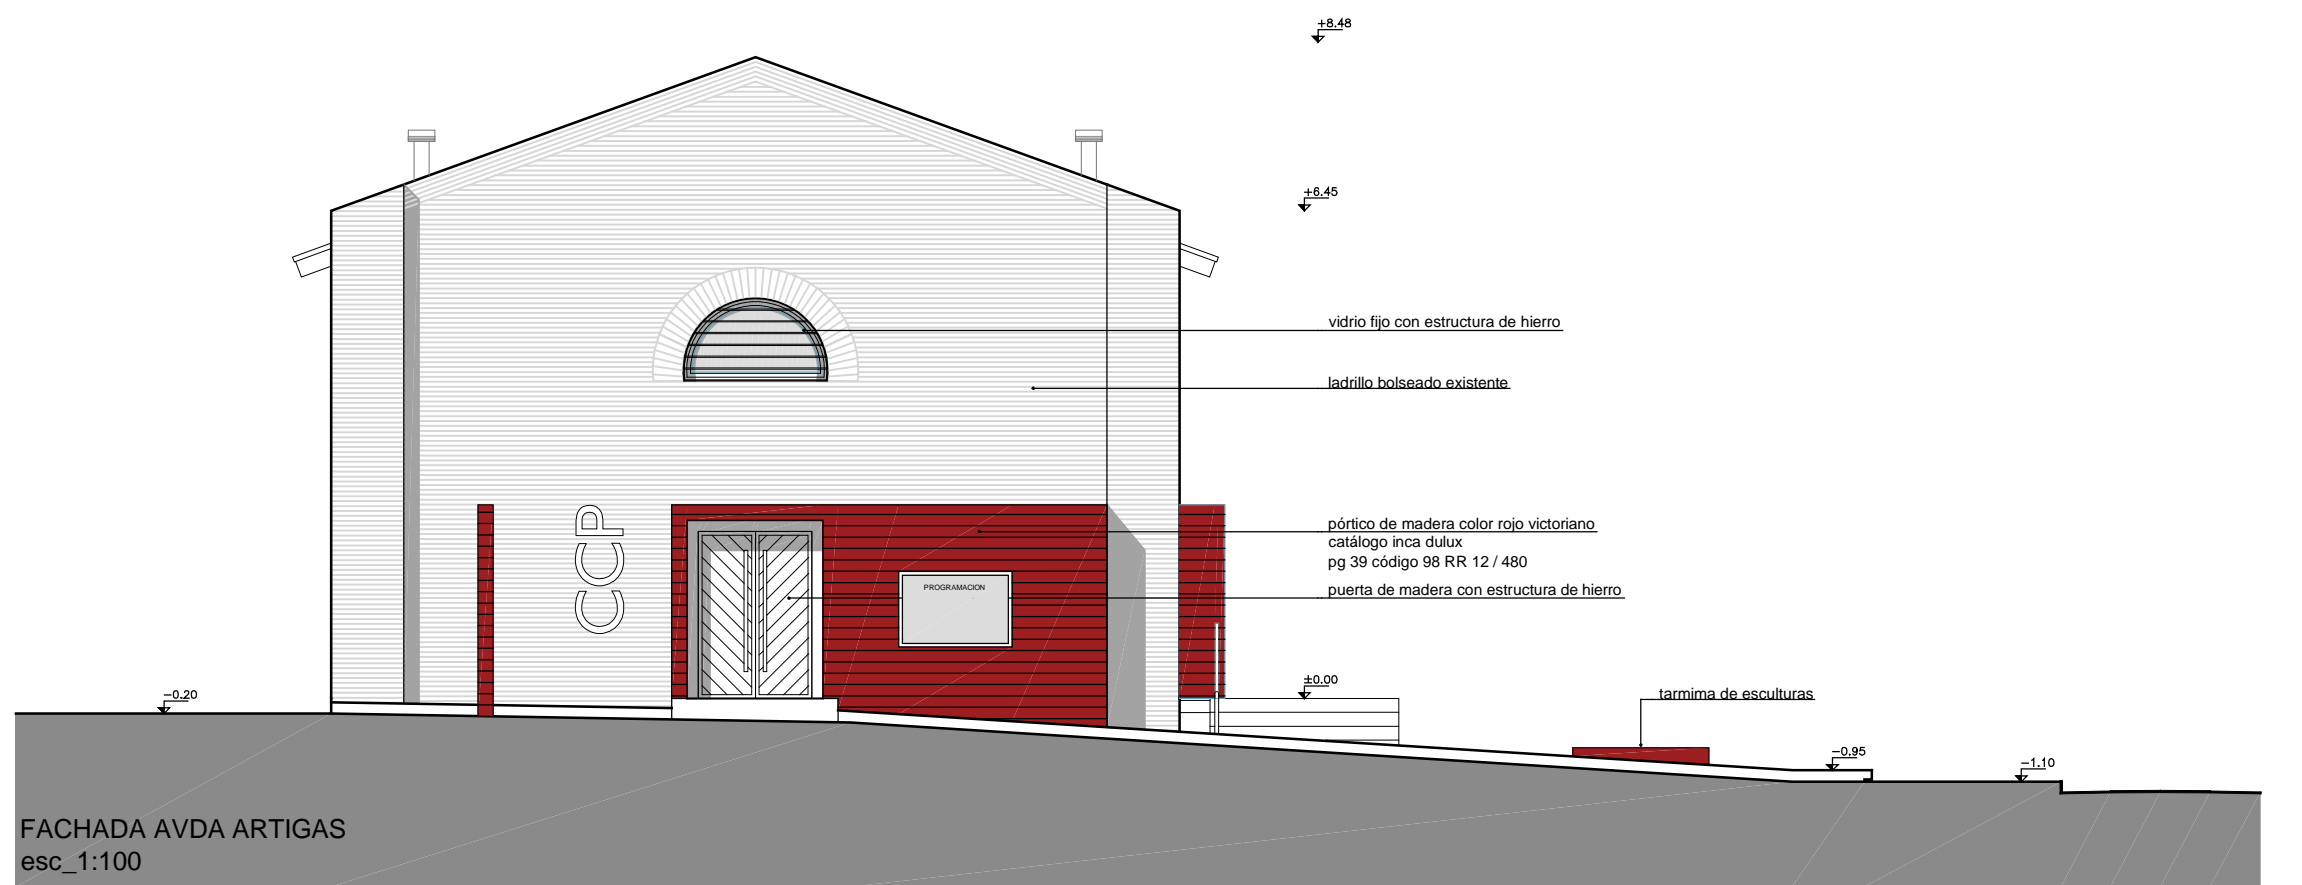 +8.48
+6.45
vidrio fijo con estructura de hierro
ladrillo bolseado existente
CCP
pórtico de madera color rojo victoriano
catálogo inca dulux
pg 39 código 98 RR 12 / 480
PROGRAMACION
puerta de madera con estructura de hierro
±0.00
−0.20
tarmima de esculturas
−0.95
−1.10
FACHADA AVDA ARTIGAS
esc_1:100